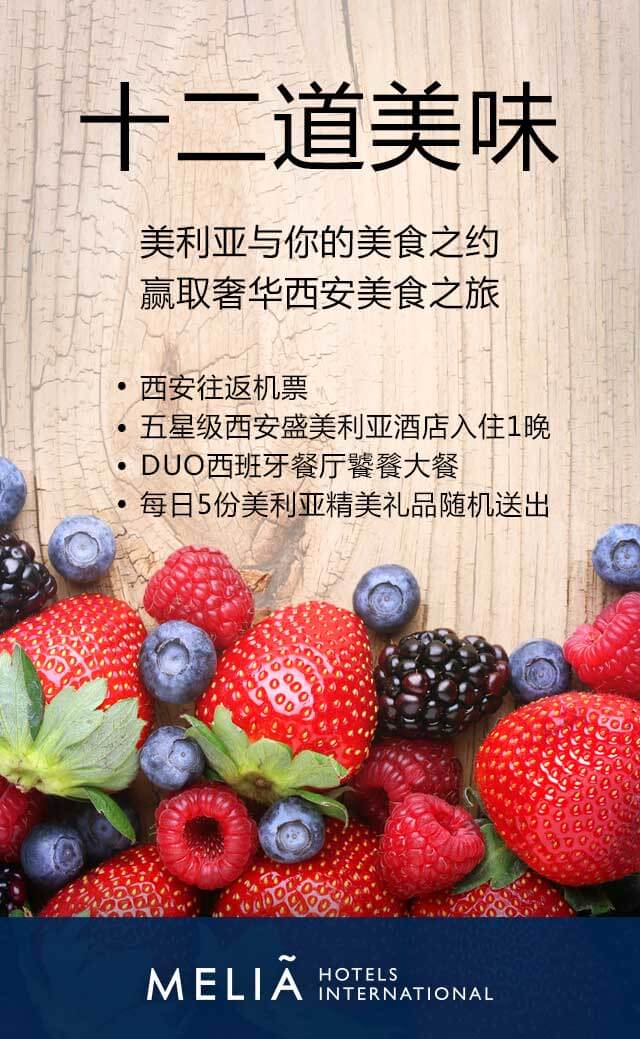 十二道美味
美利亚与你的美食之约
赢取奢华西安美食之旅
• 西安往返机票
• 五星级西安盛美利亚酒店入住1晚
• DUO西班牙餐厅饕餮大餐
• 每日5份美利亚精美礼品随机送出
MELIÃ HOTELS
INTERNATIONAL